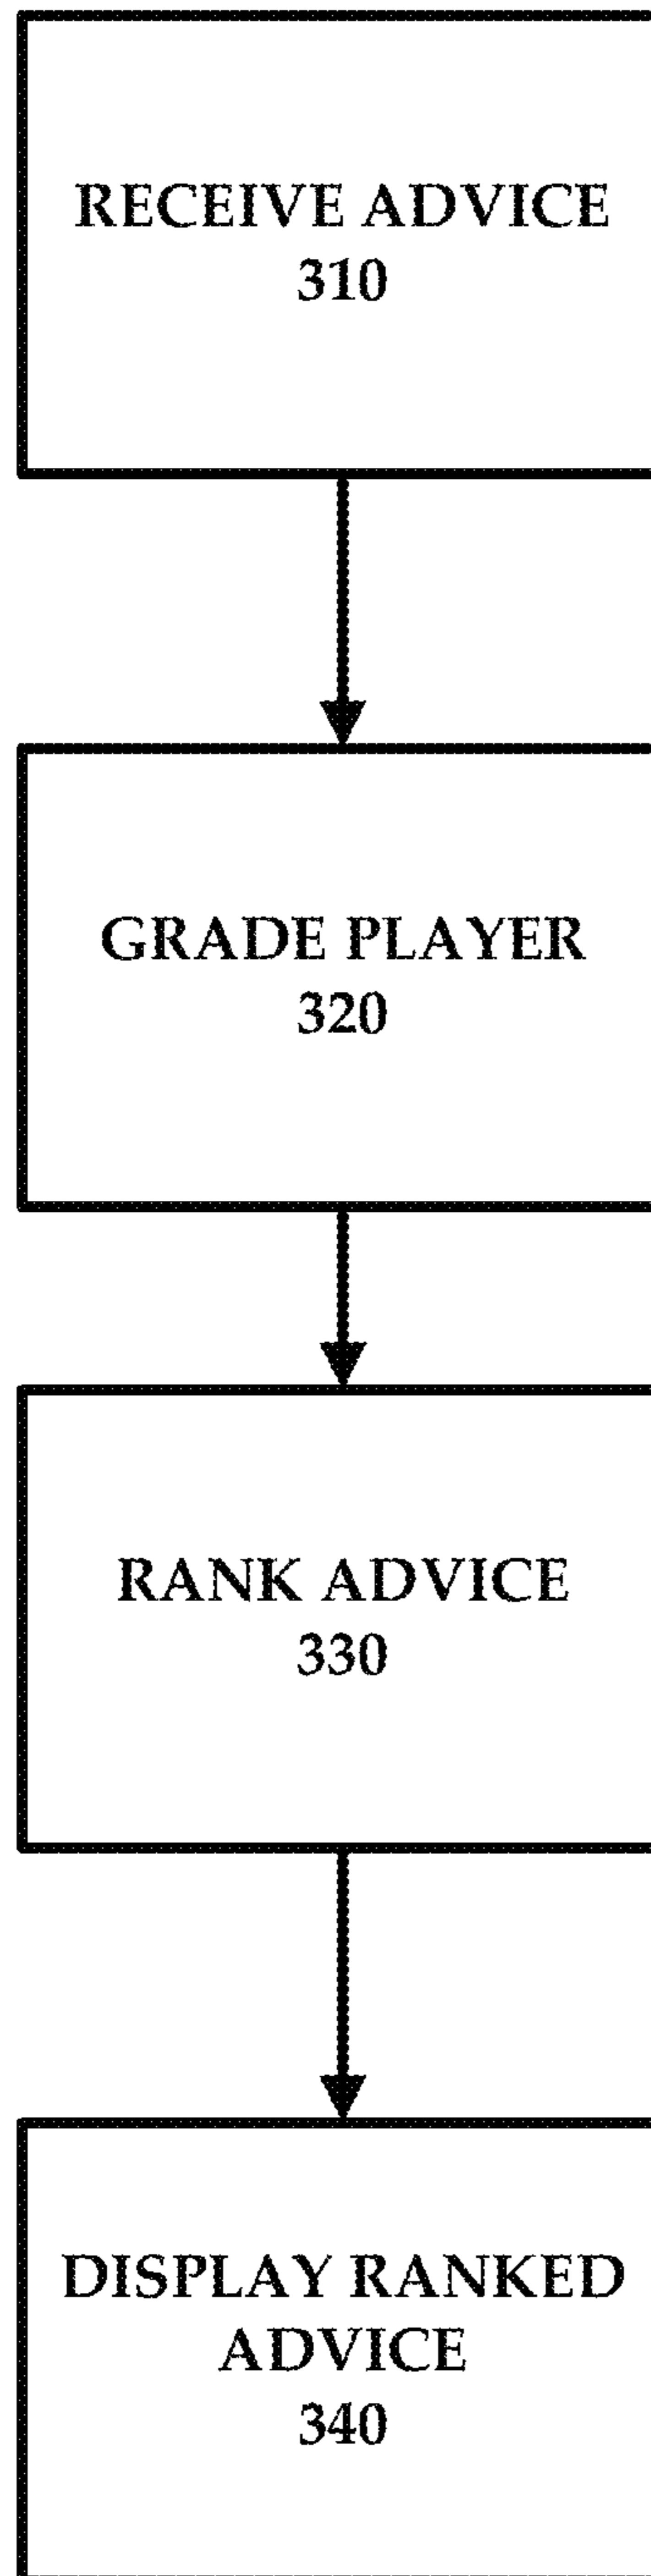 RECEIVE ADVICE
310
GRADE PLAYER
320
RANK ADVICE
330
DISPLAY RANKED
ADVICE
340